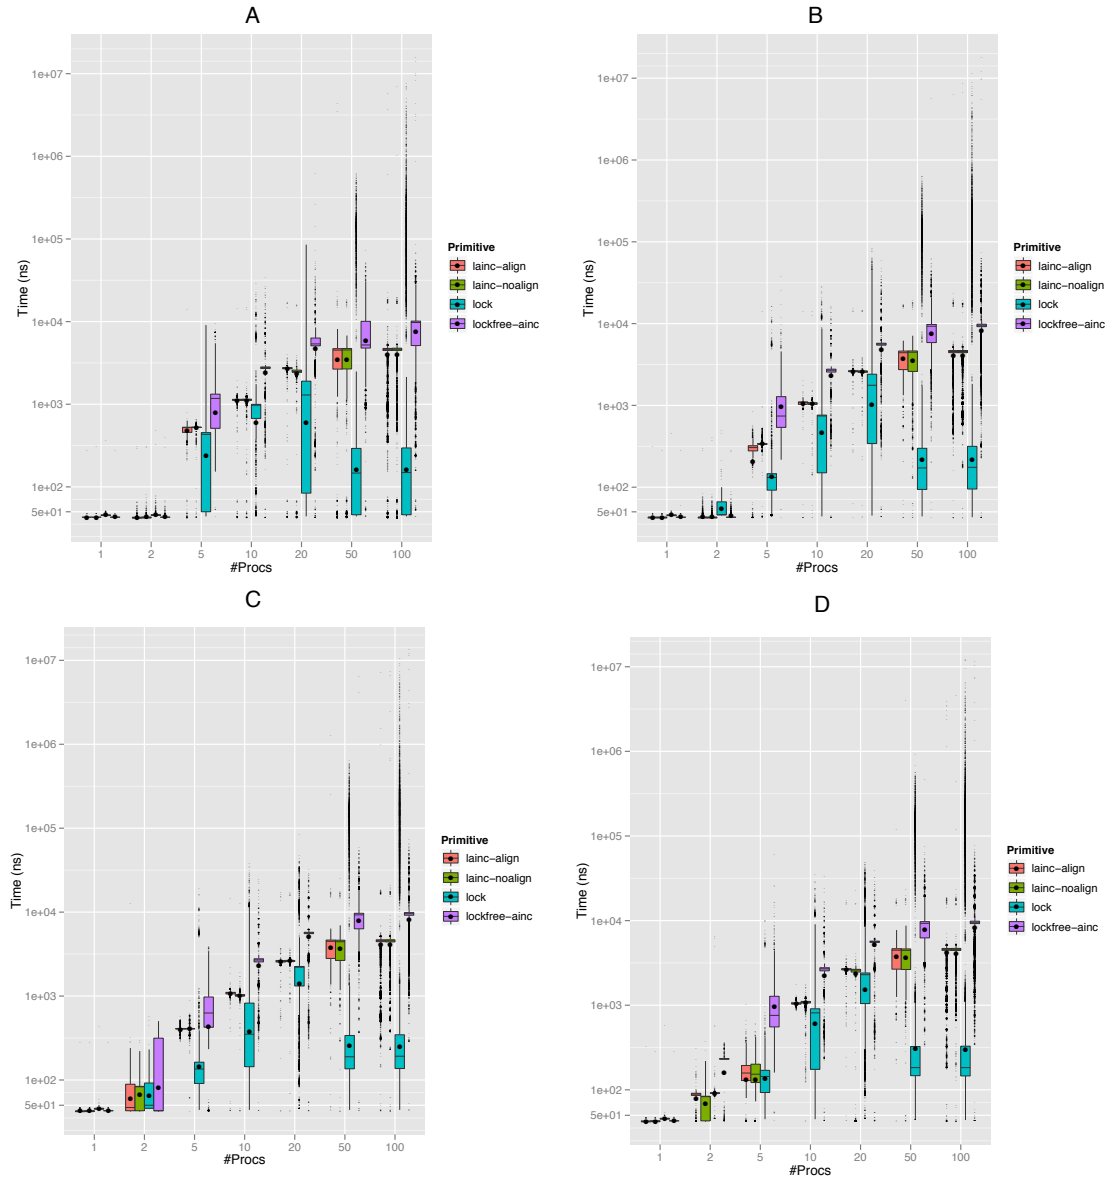 A
1e+07
1e+06
1e+05
1e+04
1e+03
1e+02
5e+01
Time (ns)
1 2 5 10 20 50 100
#Procs
Primitive
lainc-align
lainc-noalign
lock
lockfree-ainc
B
1e+07
1e+06
1e+05
1e+04
1e+03
1e+02
5e+01
Time (ns)
1 2 5 10 20 50 100
#Procs
Primitive
lainc-align
lainc-noalign
lock
lockfree-ainc
C
1e+07
1e+06
1e+05
1e+04
1e+03
1e+02
5e+01
Time (ns)
1 2 5 10 20 50 100
#Procs
Primitive
lainc-align
lainc-noalign
lock
lockfree-ainc
D
1e+07
1e+06
1e+05
1e+04
1e+03
1e+02
5e+01
Time (ns)
1 2 5 10 20 50 100
#Procs
Primitive
lainc-align
lainc-noalign
lock
lockfree-ainc